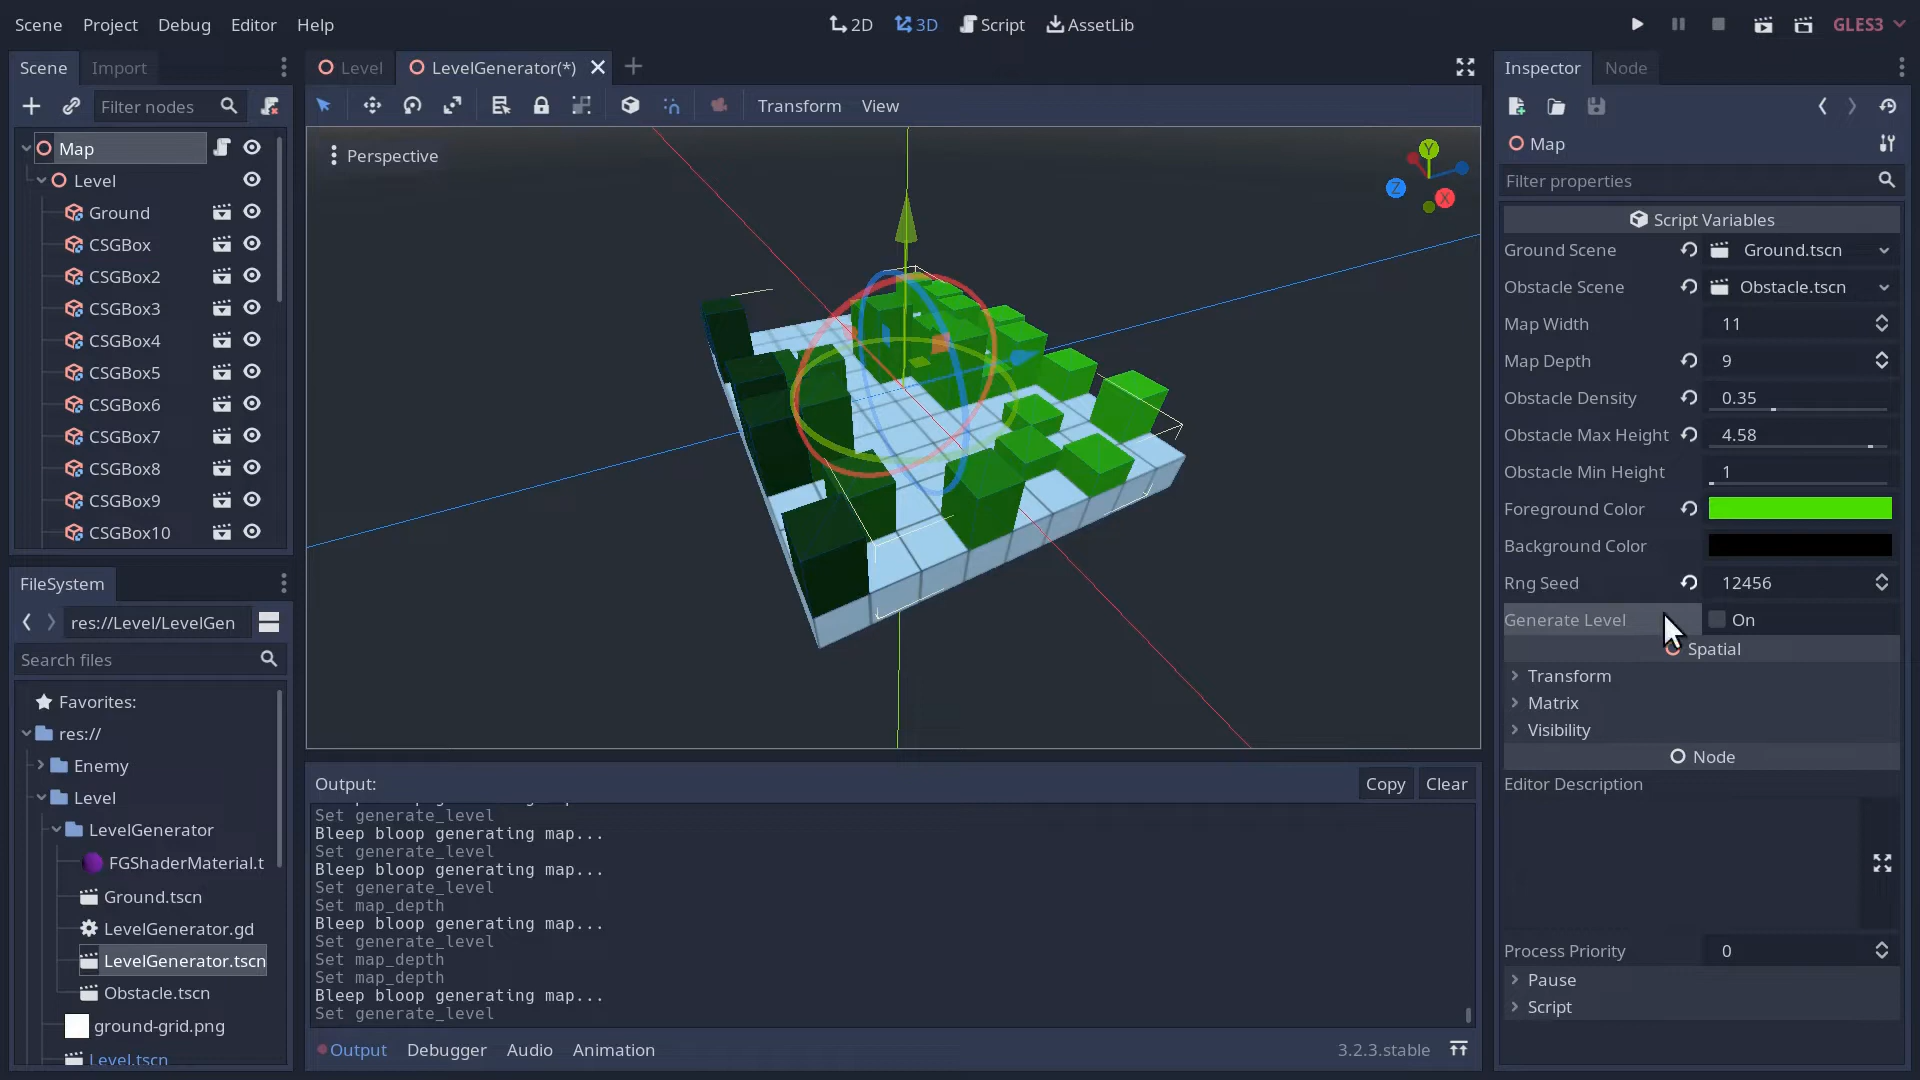 Scene Project Debug Editor Help
2D 3D Script AssetLib
GLES3
Scene Import
Filter nodes
Map
Level
Ground
CSGBox
CSGBox2
CSGBox3
CSGBox4
CSGBox5
CSGBox6
CSGBox7
CSGBox8
CSGBox9
CSGBox10
FileSystem
res://Level/LevelGen
Search files
Favorites:
res://
Enemy
Level
LevelGenerator
FGShaderMaterial.t
Ground.tscn
LevelGenerator.gd
LevelGenerator.tscn
Obstacle.tscn
ground-grid.png
Level.tscn
Level LevelGenerator(*)
Transform View
Perspective
Y
Z
X
Output:
Copy Clear
Set generate_level
Bleep bloop generating map...
Set generate_level
Bleep bloop generating map...
Set generate_level
Set map_depth
Bleep bloop generating map...
Set generate_level
Set map_depth
Set map_depth
Bleep bloop generating map...
Set generate_level
Output Debugger Audio Animation
3.2.3.stable
Inspector Node
Map
Filter properties
Script Variables
Ground Scene Ground.tscn
Obstacle Scene Obstacle.tscn
Map Width 11
Map Depth 9
Obstacle Density 0.35
Obstacle Max Height 4.58
Obstacle Min Height 1
Foreground Color
Background Color
Rng Seed 12456
Generate Level On
Spatial
Transform
Matrix
Visibility
Node
Editor Description
Process Priority 0
Pause
Script